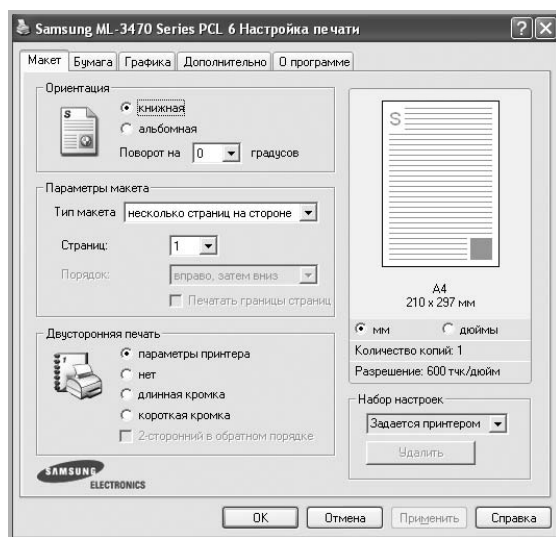 Samsung ML-3470 Series PCL 6 Настройка печати
Макет Бумага Графика Дополнительно О программе
Ориентация
книжная
альбомная
Поворот на 0 градусов
Параметры макета
Тип макета несколько страниц на стороне
Страниц: 1
Порядок: вправо, затем вниз
Печатать границы страниц
Двусторонняя печать
параметры принтера
нет
длинная кромка
короткая кромка
2-сторонний в обратном порядке
SAMSUNG
ELECTRONICS
S
S
A4
210 x 297 мм
мм дюймы
Количество копий: 1
Разрешение: 600 тчк/дюйм
Набор настроек
Задается принтером
Удалить
OK Отмена Применить Справка